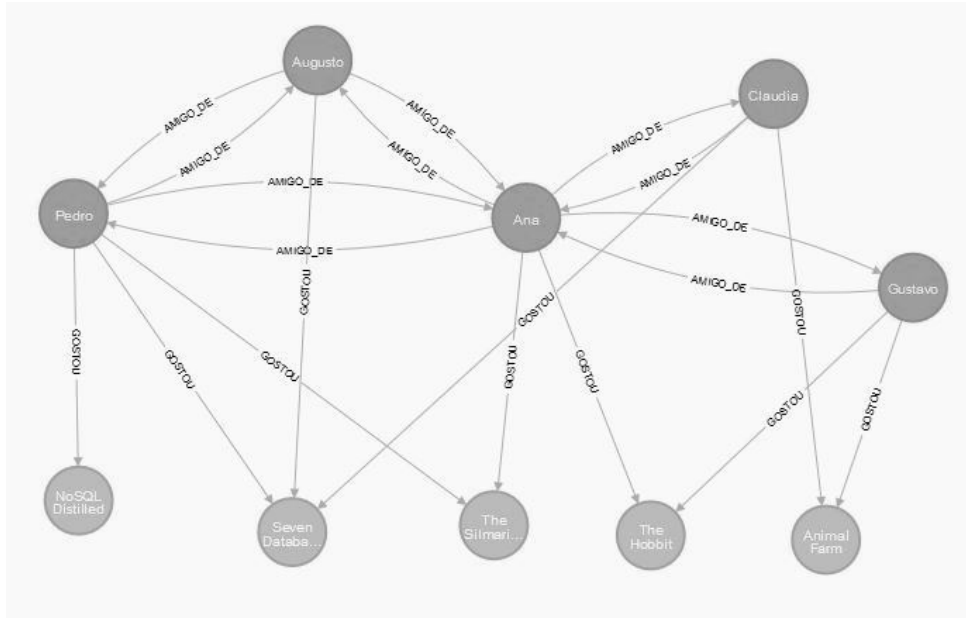 Augusto
Claudia
AMIGO_DE
AMIGO_DE
AMIGO_DE
AMIGO_DE
AMIGO_DE
AMIGO_DE
AMIGO_DE
Pedro
Ana
AMIGO_DE
AMIGO_DE
AMIGO_DE
Gustavo
GOSTOU
GOSTOU
GOSTOU
GOSTOU
GOSTOU
GOSTOU
GOSTOU
GOSTOU
GOSTOU
GOSTOU
NoSQL
Distilled
Seven
Databa...
The
Silmari...
The
Hobbit
Animal
Farm